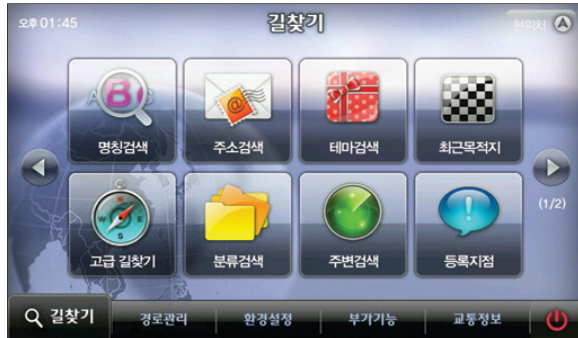 오후 01:45
길찾기
현위치
명칭검색
주소검색
테마검색
최근목적지
고급 길찾기
분류검색
주변검색
등록지점
(1/2)
길찾기
경로관리
환경설정
부가기능
교통정보